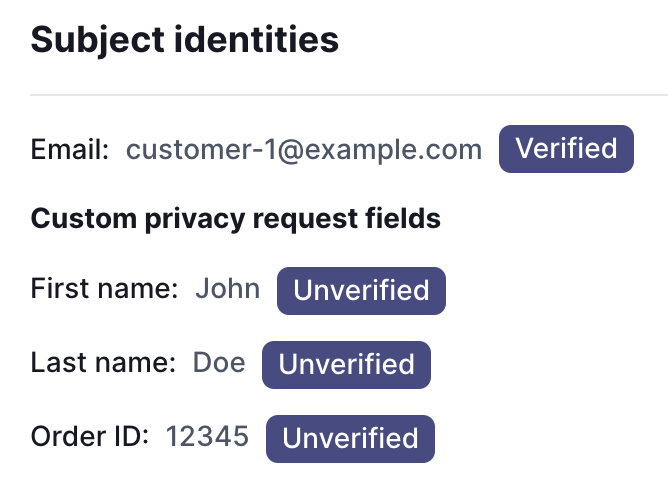 Subject identities
Email: customer-1@example.com Verified
Custom privacy request fields
First name: John Unverified
Last name: Doe Unverified
Order ID: 12345 Unverified